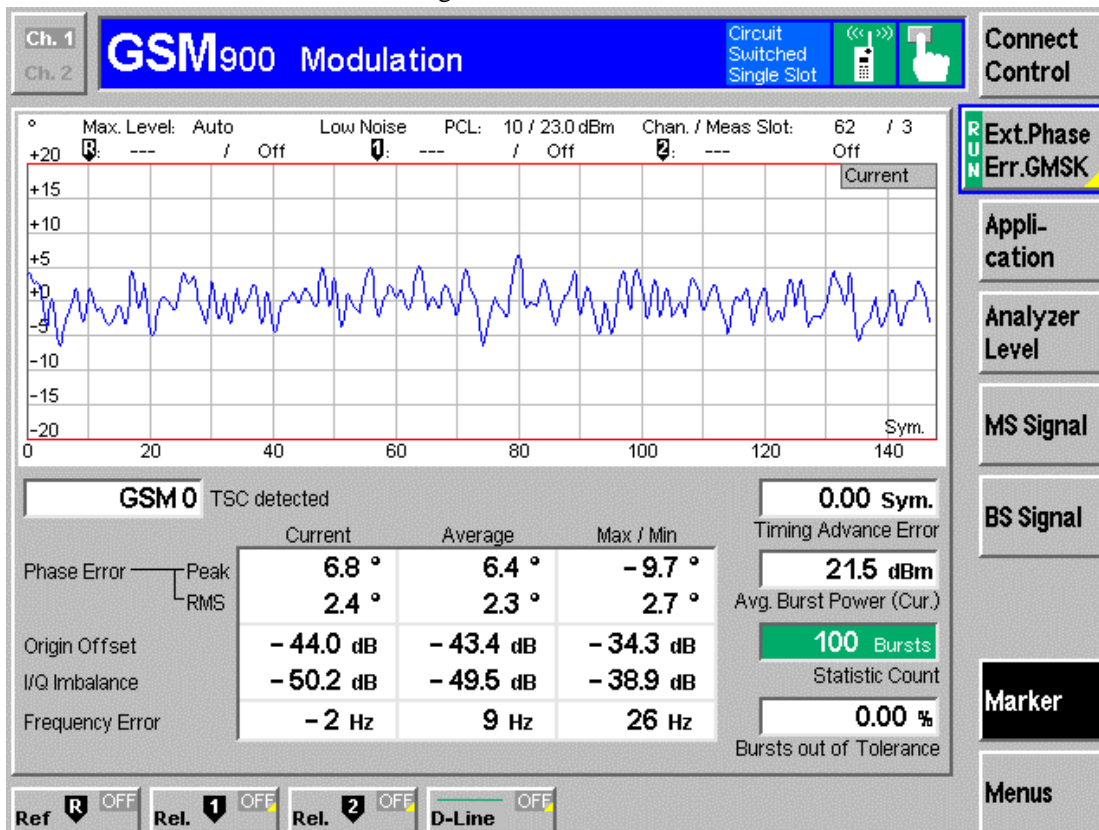 Ch. 1
Ch. 2
GSM900 Modulation
Circuit
Switched
Single Slot
Connect
Control
° Max. Level: Auto Low Noise PCL: 10 / 23.0 dBm Chan. / Meas Slot: 62 / 3
R: --- / Off 1: --- / Off 2: --- Off
Current
+20
+15
+10
+5
+0
-5
-10
-15
-20
Sym.
0 20 40 60 80 100 120 140
RUN
Ext.Phase
Err.GMSK
Appli-
cation
Analyzer
Level
MS Signal
BS Signal
Marker
Menus
GSM 0 TSC detected
0.00 Sym.
Timing Advance Error
Current Average Max / Min
Phase Error Peak 6.8 ° 6.4 ° - 9.7 °
RMS 2.4 ° 2.3 ° 2.7 °
21.5 dBm
Avg. Burst Power (Cur.)
Origin Offset - 44.0 dB - 43.4 dB - 34.3 dB
I/Q Imbalance - 50.2 dB - 49.5 dB - 38.9 dB
100 Bursts
Statistic Count
Frequency Error - 2 Hz 9 Hz 26 Hz
0.00 %
Bursts out of Tolerance
Ref R OFF
Rel. 1 OFF
Rel. 2 OFF
D-Line OFF